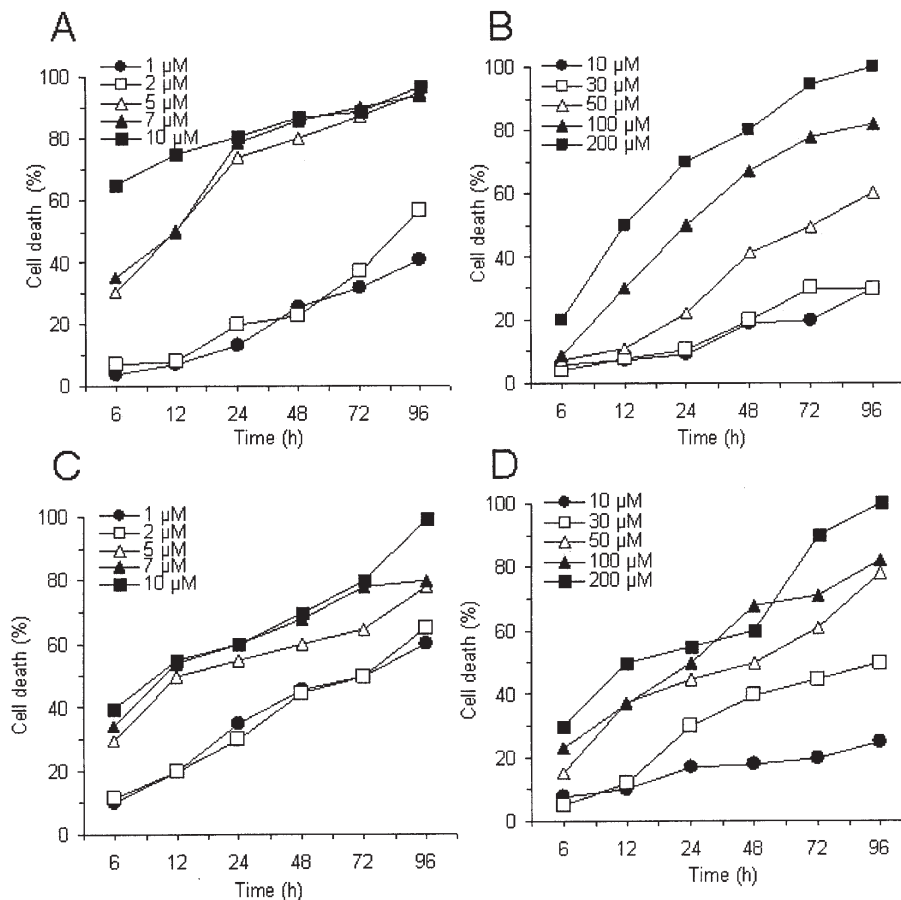 A
1 µM
2 µM
5 µM
7 µM
10 µM
Cell death (%)
100
80
60
40
20
0
6 12 24 48 72 96
Time (h)
B
10 µM
30 µM
50 µM
100 µM
200 µM
Cell death (%)
100
80
60
40
20
0
6 12 24 48 72 96
Time (h)
C
1 µM
2 µM
5 µM
7 µM
10 µM
Cell death (%)
100
80
60
40
20
0
6 12 24 48 72 96
Time (h)
D
10 µM
30 µM
50 µM
100 µM
200 µM
Cell death (%)
100
80
60
40
20
0
6 12 24 48 72 96
Time (h)